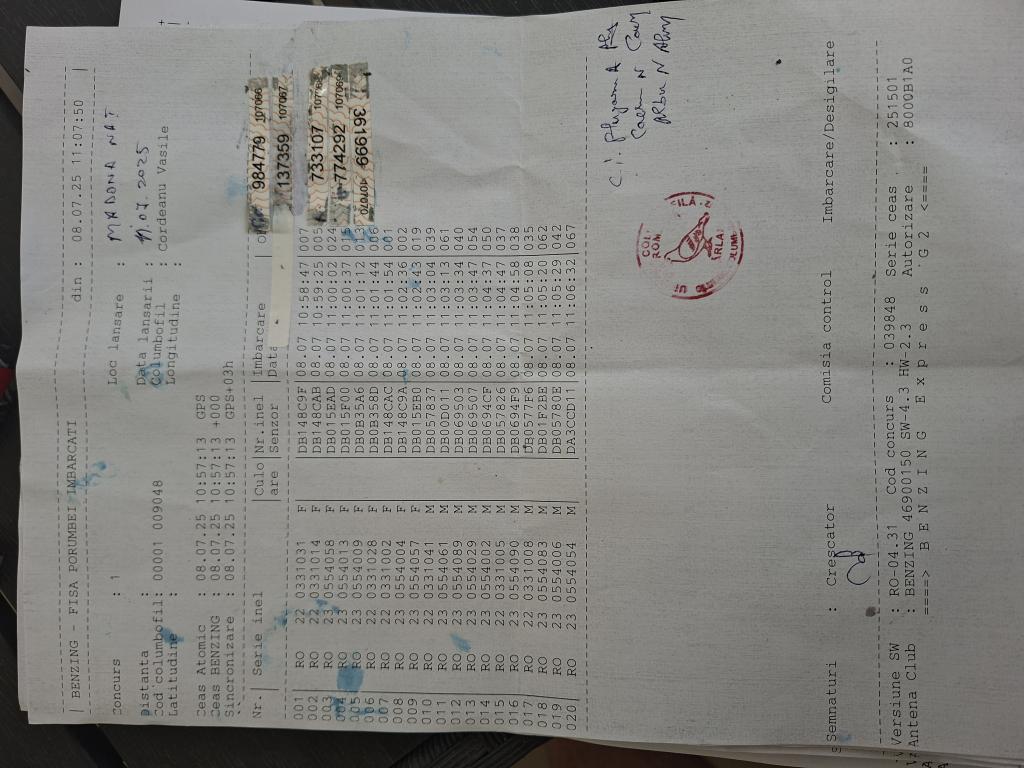 BENZING - FISA PORUMBEI IMBARCATI din : 08.07.25 11:07:50
Concurs : 1 Loc lansare : MADONA NAT
Distanta : Data lansarii : 11.07.2025
Cod columbofil: 00001 009048 Columbofil : Cordeanu Vasile
Latitudine : Longitudine :
Ceas Atomic : 08.07.25 10:57:13 GPS
Ceas BENZING : 08.07.25 10:57:13 +000
Sincronizare : 08.07.25 10:57:13 GPS+03h
Nr.| Serie inel |Culo|Nr.inel |Imbarcare
|are |Senzor |Data
984779 107066
137359 107067
733107
774292
361999 107070
001| RO 22 0331031 F |DB148C9F 08.07 10:58:47 007
002| RO 22 0331014 F |DB148CAB 08.07 10:59:25 005
003| RO 23 0554058 F |DB015EAD 08.07 11:00:02 024
004| RO 23 0554013 F |DB015F00 08.07 11:00:37
005| RO 23 0554009 F |DB0B35A6 08.07 11:01:12 013
006| RO 22 0331028 F |DB0B358D 08.07 11:01:44 006
007| RO 22 0331002 F |DB148CAC 08.07 11:01:54 001
008| RO 23 0554004 F |DB148C9A 08.07 11:02:36 002
009| RO 23 0554057 F |DB015EB0 08.07 11:02:43 019
010| RO 22 0331041 M |DB057837 08.07 11:03:04 039
011| RO 23 0554061 M |DB00D011 08.07 11:03:13 061
012| RO 23 0554089 M |DB069903 08.07 11:03:34 040
013| RO 23 0554029 M |DB069507 08.07 11:03:47 054
014| RO 23 0554002 M |DB0694CF 08.07 11:04:37 050
015| RO 22 0331005 M |DB057826 08.07 11:04:47 037
016| RO 23 0554090 M |DB0694F9 08.07 11:04:58 038
017| RO 22 0331008 M |DB0577F6 08.07 11:05:08 035
018| RO 23 0554083 M |DB01F2BE 08.07 11:05:20 062
019| RO 23 0554006 M |DB05780E 08.07 11:05:29 042
020| RO 23 0554054 M |DA3CCD11 08.07 11:06:32 067
Semnaturi : Crescator Comisia control Imbarcare/Desigilare
Versiune SW : RO-04.31 Cod concurs : 039848 Serie ceas : 251501
Antena Club : BENZING 46900150 SW-4.3 HW-2.3 Autorizare : 8000B1A0
====> B E N Z I N G E x p r e s s G 2 <====